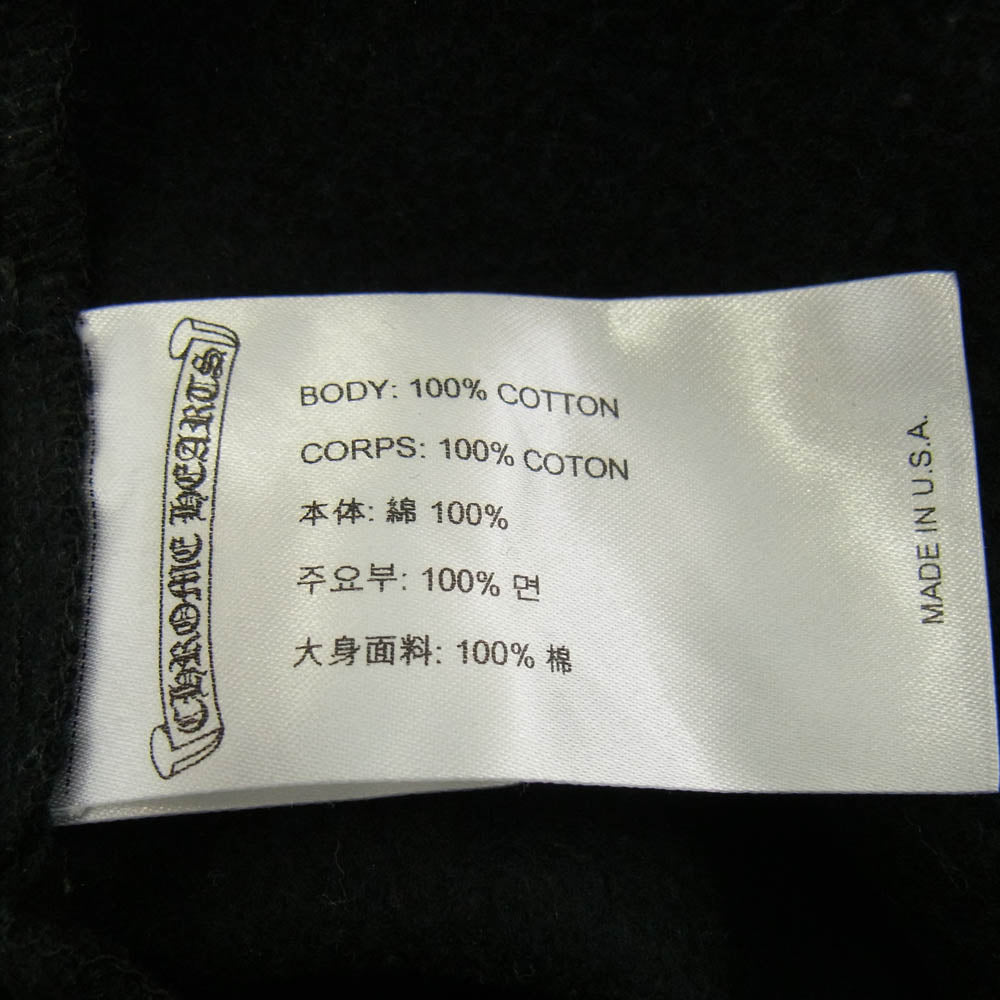 CHROME HEARTS
BODY: 100% COTTON
CORPS: 100% COTON
本体: 綿 100%
주요부: 100% 면
大身面料: 100% 棉
MADE IN U.S.A.